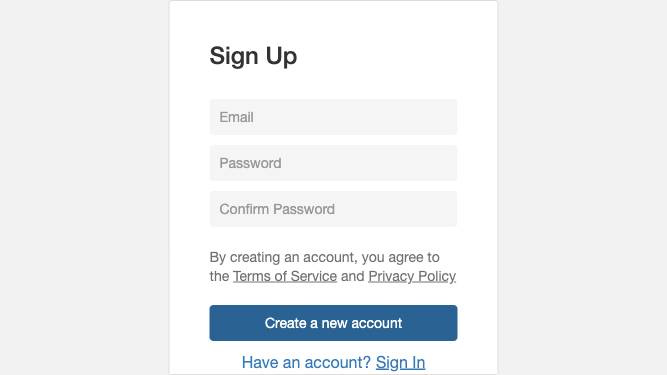 Sign Up
Email
Password
Confirm Password
By creating an account, you agree to
the Terms of Service and Privacy Policy
Create a new account
Have an account? Sign In